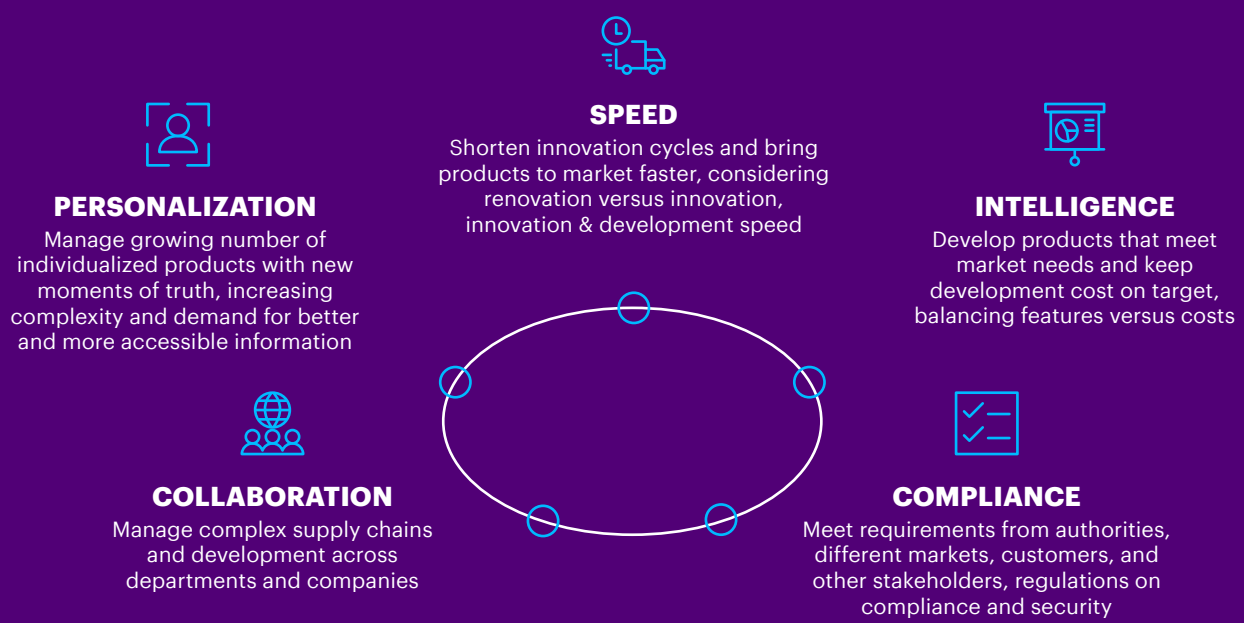 SPEED
Shorten innovation cycles and bring
products to market faster, considering
renovation versus innovation,
innovation & development speed
PERSONALIZATION
Manage growing number of
individualized products with new
moments of truth, increasing
complexity and demand for better
and more accessible information
INTELLIGENCE
Develop products that meet
market needs and keep
development cost on target,
balancing features versus costs
COLLABORATION
Manage complex supply chains
and development across
departments and companies
COMPLIANCE
Meet requirements from authorities,
different markets, customers, and
other stakeholders, regulations on
compliance and security